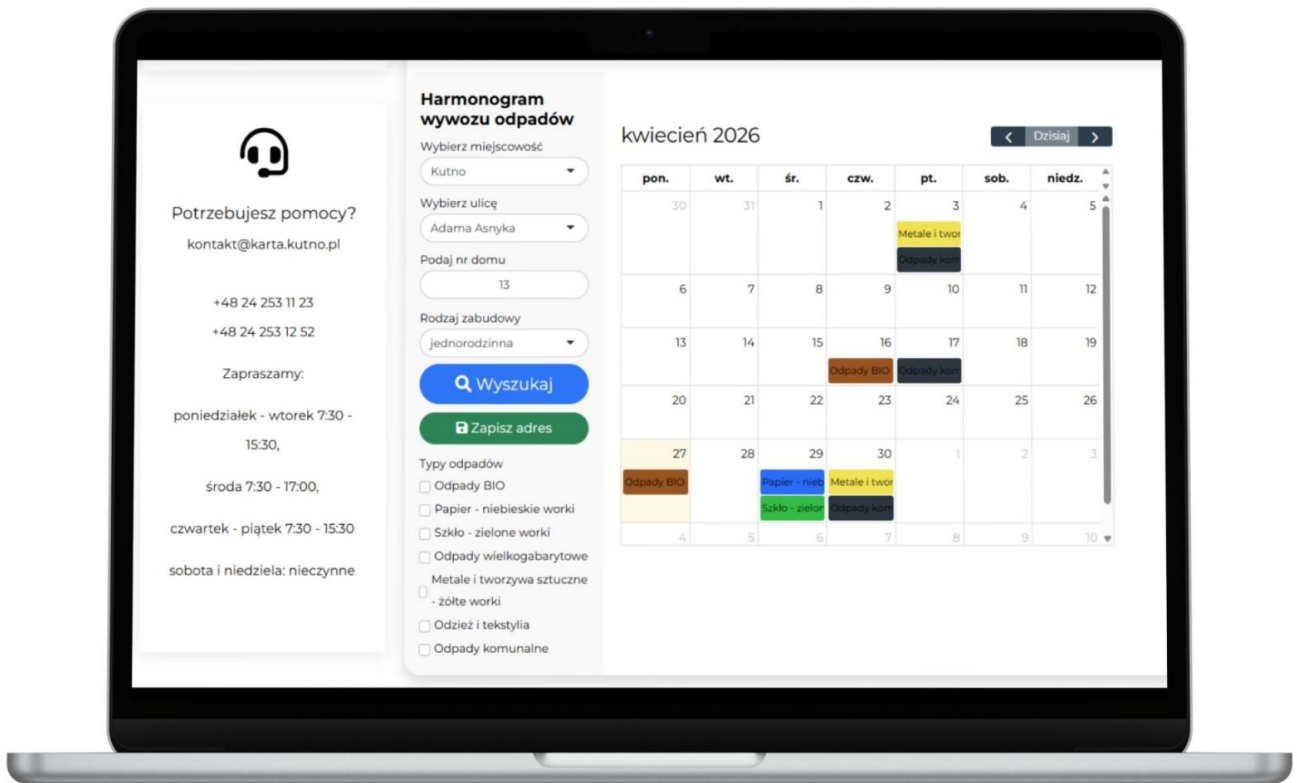 Potrzebujesz pomocy?
kontakt@karta.kutno.pl
+48 24 253 11 23
+48 24 253 12 52
Zapraszamy:
poniedziałek - wtorek 7:30 -
15:30,
środa 7:30 - 17:00,
czwartek - piątek 7:30 - 15:30
sobota i niedziela: nieczynne
Harmonogram
wywozu odpadów
Wybierz miejscowość
Kutno
Wybierz ulicę
Adama Asnyka
Podaj nr domu
13
Rodzaj zabudowy
jednorodzinna
Wyszukaj
Zapisz adres
Typy odpadów
Odpady BIO
Papier - niebieskie worki
Szkło - zielone worki
Odpady wielkogabarytowe
Metale i tworzywa sztuczne
- żółte worki
Odzież i tekstylia
Odpady komunalne
kwiecień 2026
Dzisiaj
pon. wt. śr. czw. pt. sob. niedz.
30 31 1 2 3 4 5
Metale i twor
Odpady kom
6 7 8 9 10 11 12
13 14 15 16 17 18 19
Odpady BIO Odpady kom
20 21 22 23 24 25 26
27 28 29 30 1 2 3
Odpady BIO Papier - nieb Metale i twor
Szkło - zielor Odpady kom
4 5 6 7 8 9 10